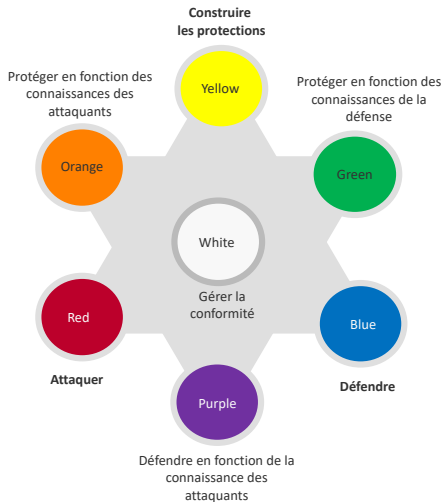 Construire
les protections
Yellow
Protéger en fonction des
connaissances des
attaquants
Protéger en fonction des
connaissances de la
défense
Orange
Green
White
Gérer la
conformité
Red
Blue
Attaquer
Défendre
Purple
Défendre en fonction de la
connaissance des
attaquants